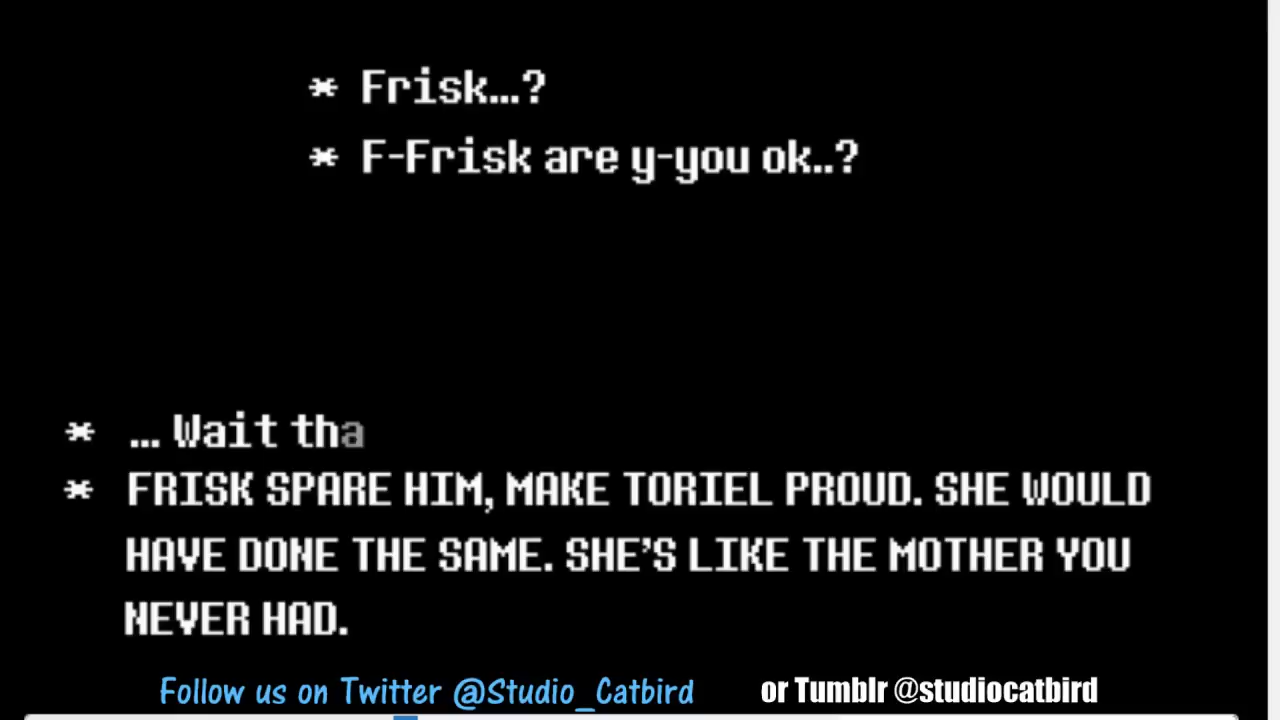 * Frisk...?
* F-Frisk are y-you ok..?
* ... Wait tha
* FRISK SPARE HIM, MAKE TORIEL PROUD. SHE WOULD
HAVE DONE THE SAME. SHE'S LIKE THE MOTHER YOU
NEVER HAD.
Follow us on Twitter @Studio_Catbird or Tumblr @studiocatbird